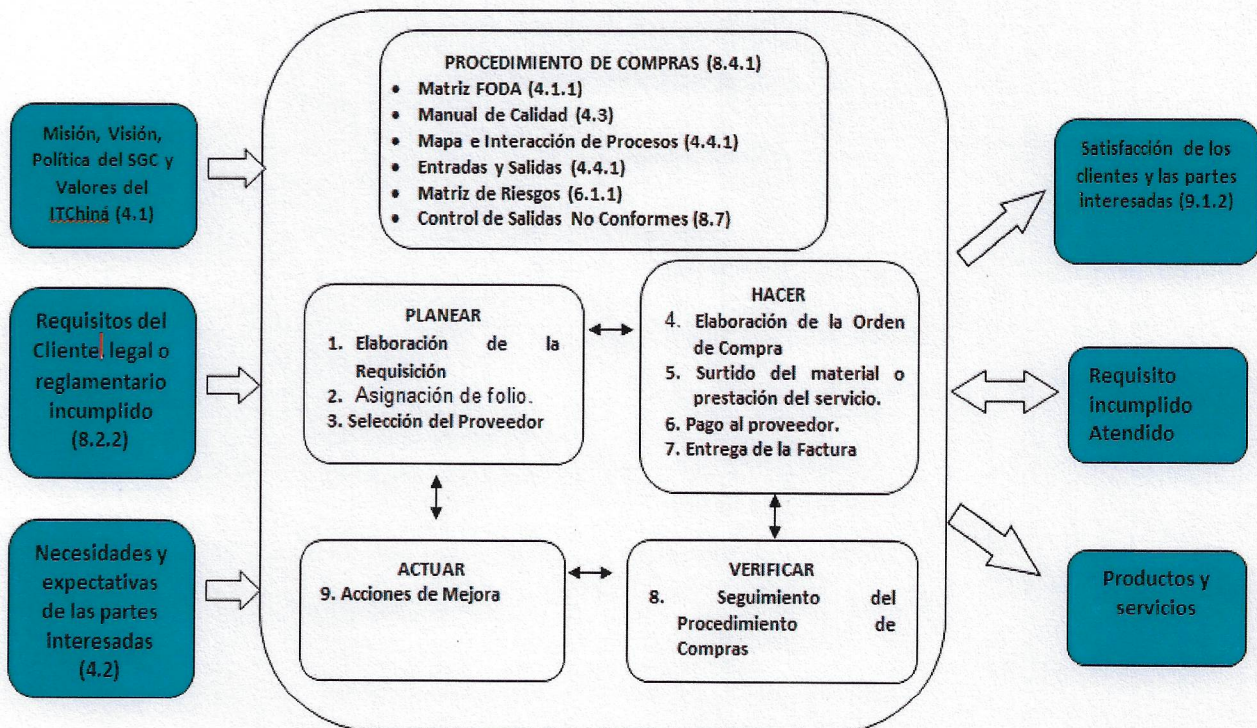 PROCEDIMIENTO DE COMPRAS (8.4.1)
• Matriz FODA (4.1.1)
• Manual de Calidad (4.3)
• Mapa e Interacción de Procesos (4.4.1)
• Entradas y Salidas (4.4.1)
• Matriz de Riesgos (6.1.1)
• Control de Salidas No Conformes (8.7)
Misión, Visión,
Política del SGC y
Valores del
ITChiná (4.1)
Requisitos del
Cliente, legal o
reglamentario
incumplido
(8.2.2)
Necesidades y
expectativas
de las partes
interesadas
(4.2)
PLANEAR
1. Elaboración de la
Requisición
2. Asignación de folio.
3. Selección del Proveedor
HACER
4. Elaboración de la Orden
de Compra
5. Surtido del material o
prestación del servicio.
6. Pago al proveedor.
7. Entrega de la Factura
ACTUAR
9. Acciones de Mejora
VERIFICAR
8. Seguimiento del
Procedimiento de
Compras
Satisfacción de los
clientes y las partes
interesadas (9.1.2)
Requisito
incumplido
Atendido
Productos y
servicios